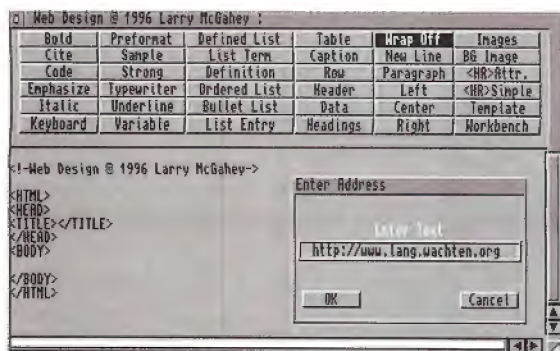 Web Design © 1996 Larry McGahey :
Bold Preformat Defined List Table Wrap Off Images
Cite Sample List Term Caption New Line BG Image
Code Strong Definition Row Paragraph <HR>Attr.
Emphasize Typewriter Ordered List Header Left <HR>Simple
Italic Underline Bullet List Data Center Template
Keyboard Variable List Entry Headings Right Workbench
<!-Web Design © 1996 Larry McGahey->
<HTML>
<HEAD>
<TITLE></TITLE>
</HEAD>
<BODY>
</BODY>
</HTML>
Enter Address
Enter Text
http://www.lang.wachten.org
OK Cancel